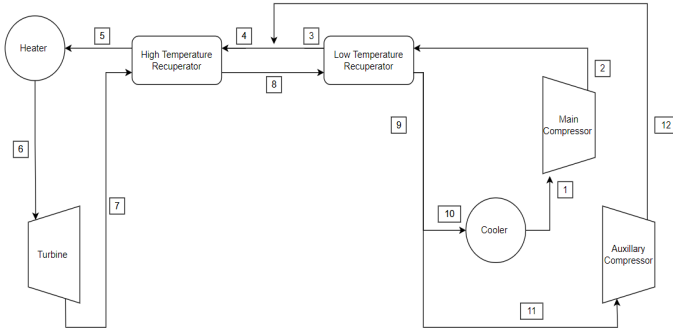 12
5
4
3
Heater
High Temperature
Recuperator
Low Temperature
Recuperator
8
2
9
Main
Compressor
6
7
1
10
Cooler
Turbine
Auxillary
Compressor
11